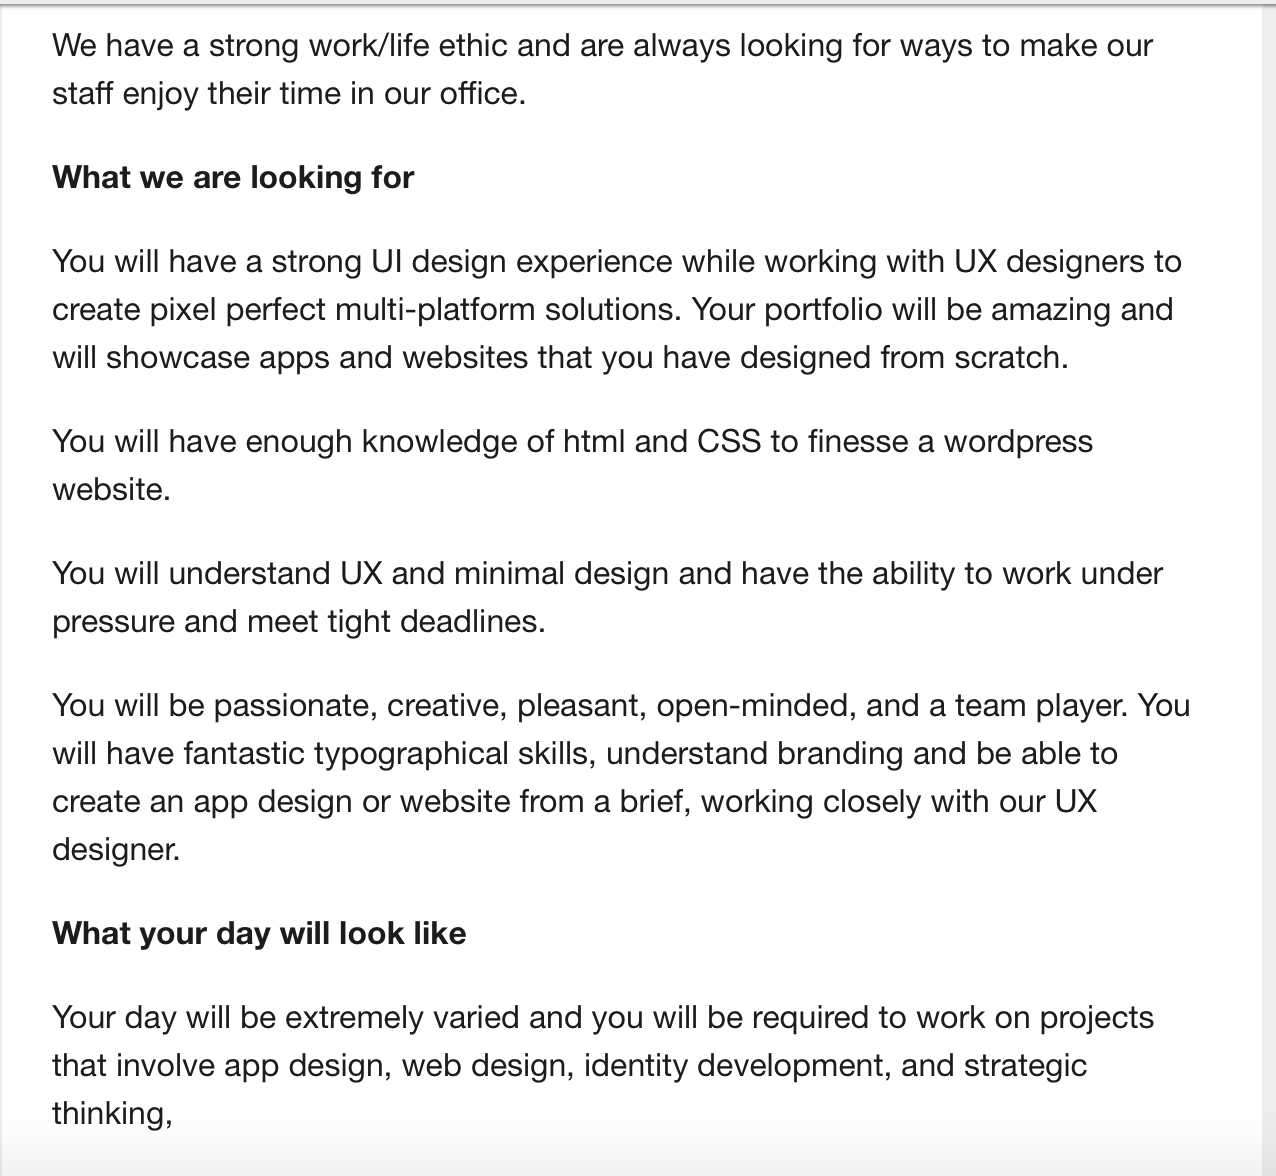 We have a strong work/life ethic and are always looking for ways to make our
staff enjoy their time in our office.
What we are looking for
You will have a strong UI design experience while working with UX designers to
create pixel perfect multi-platform solutions. Your portfolio will be amazing and
will showcase apps and websites that you have designed from scratch.
You will have enough knowledge of html and CSS to finesse a wordpress
website.
You will understand UX and minimal design and have the ability to work under
pressure and meet tight deadlines.
You will be passionate, creative, pleasant, open-minded, and a team player. You
will have fantastic typographical skills, understand branding and be able to
create an app design or website from a brief, working closely with our UX
designer.
What your day will look like
Your day will be extremely varied and you will be required to work on projects
that involve app design, web design, identity development, and strategic
thinking,